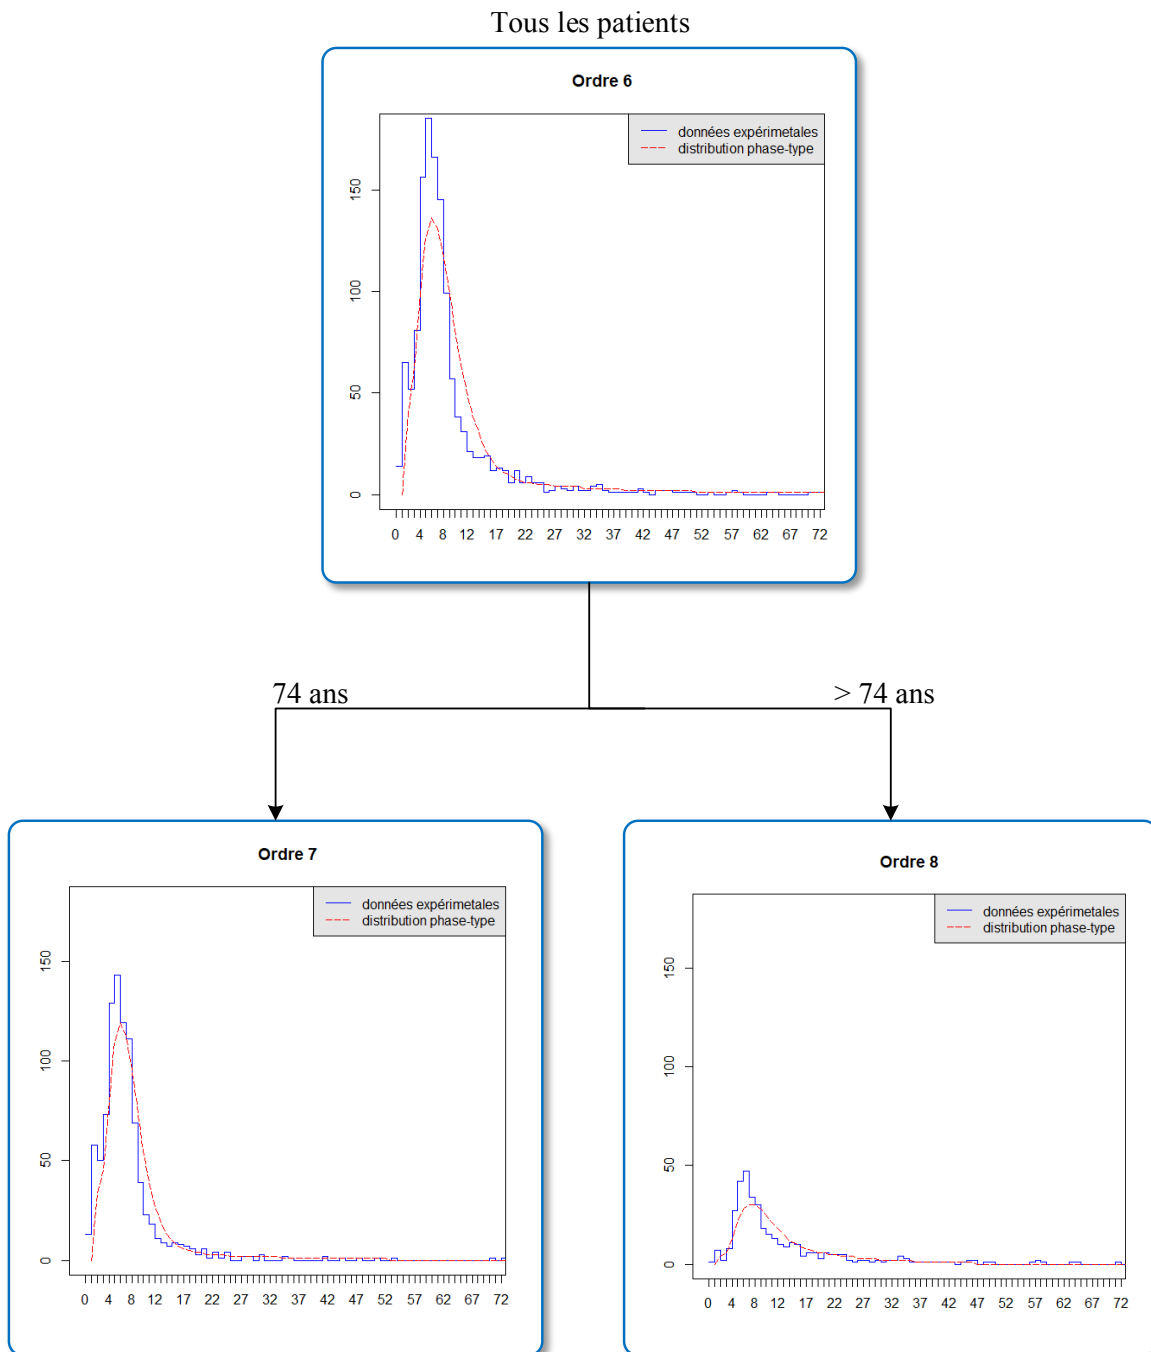 Tous les patients
Ordre 6
données expérimetales
distribution phase-type
150
100
50
0
0 4 8 12 17 22 27 32 37 42 47 52 57 62 67 72
74 ans
> 74 ans
Ordre 7
données expérimetales
distribution phase-type
150
100
50
0
0 4 8 12 17 22 27 32 37 42 47 52 57 62 67 72
Ordre 8
données expérimetales
distribution phase-type
150
100
50
0
0 4 8 12 17 22 27 32 37 42 47 52 57 62 67 72